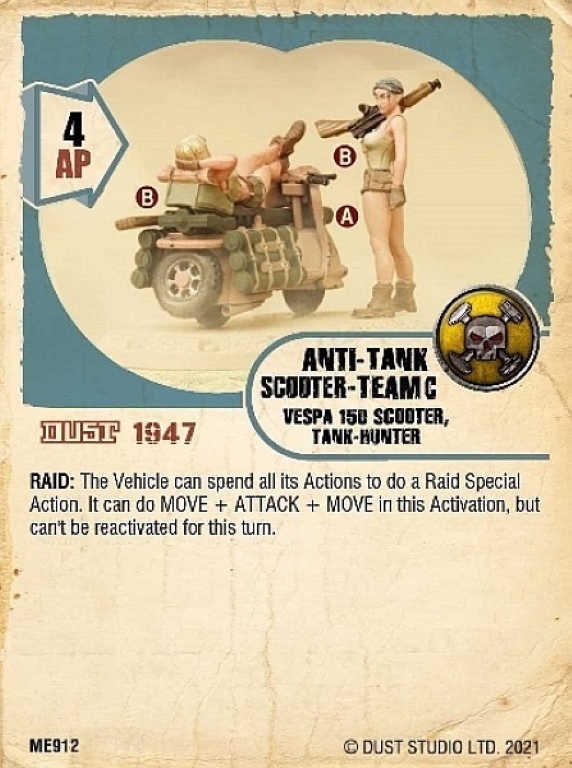 4
AP
B
B
A
ANTI-TANK
SCOOTER-TEAM C
VESPA 150 SCOOTER,
TANK-HUNTER
DUST 1947
RAID: The Vehicle can spend all its Actions to do a Raid Special
Action. It can do MOVE + ATTACK + MOVE in this Activation, but
can't be reactivated for this turn.
ME912
© DUST STUDIO LTD. 2021